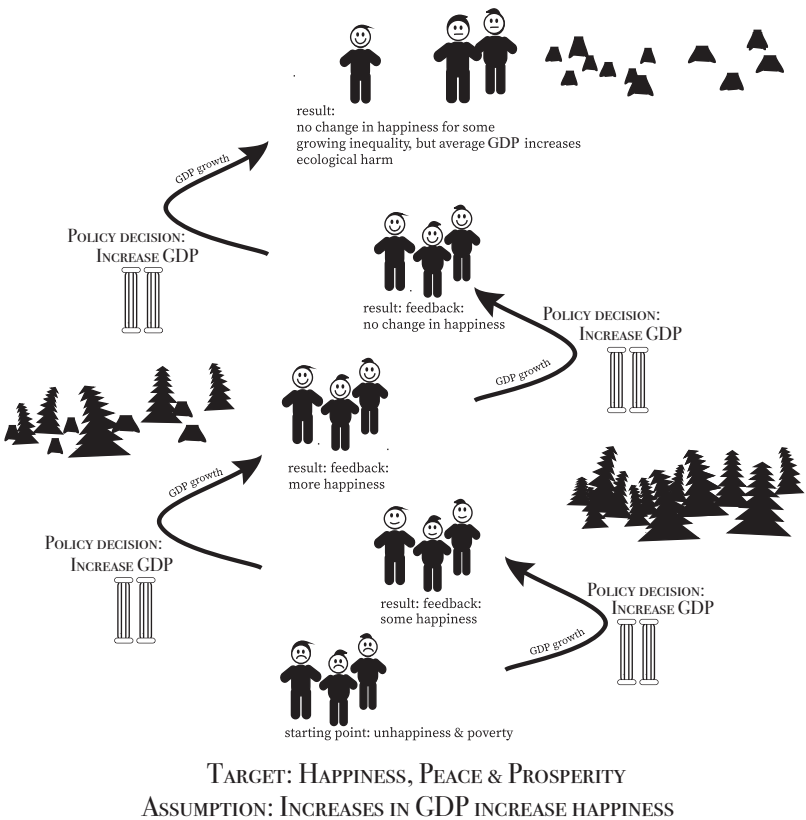 result:
no change in happiness for some
growing inequality, but average GDP increases
ecological harm
GDP growth
Policy decision:
Increase GDP
result: feedback:
no change in happiness
Policy decision:
Increase GDP
GDP growth
result: feedback:
more happiness
GDP growth
Policy decision:
Increase GDP
result: feedback:
some happiness
Policy decision:
Increase GDP
GDP growth
starting point: unhappiness & poverty
Target: Happiness, Peace & Prosperity
Assumption: Increases in GDP increase happiness